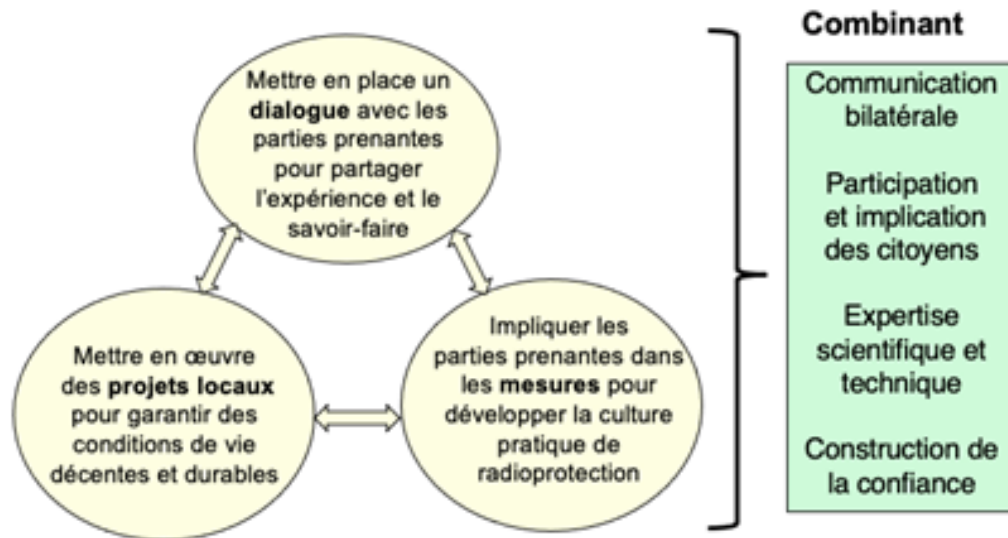 Mettre en place un
dialogue avec les
parties prenantes
pour partager
l'expérience et le
savoir-faire
Mettre en œuvre
des projets locaux
pour garantir des
conditions de vie
décentes et durables
Impliquer les
parties prenantes dans
les mesures pour
développer la culture
pratique de
radioprotection
Combinant
Communication
bilatérale
Participation
et implication
des citoyens
Expertise
scientifique et
technique
Construction de
la confiance